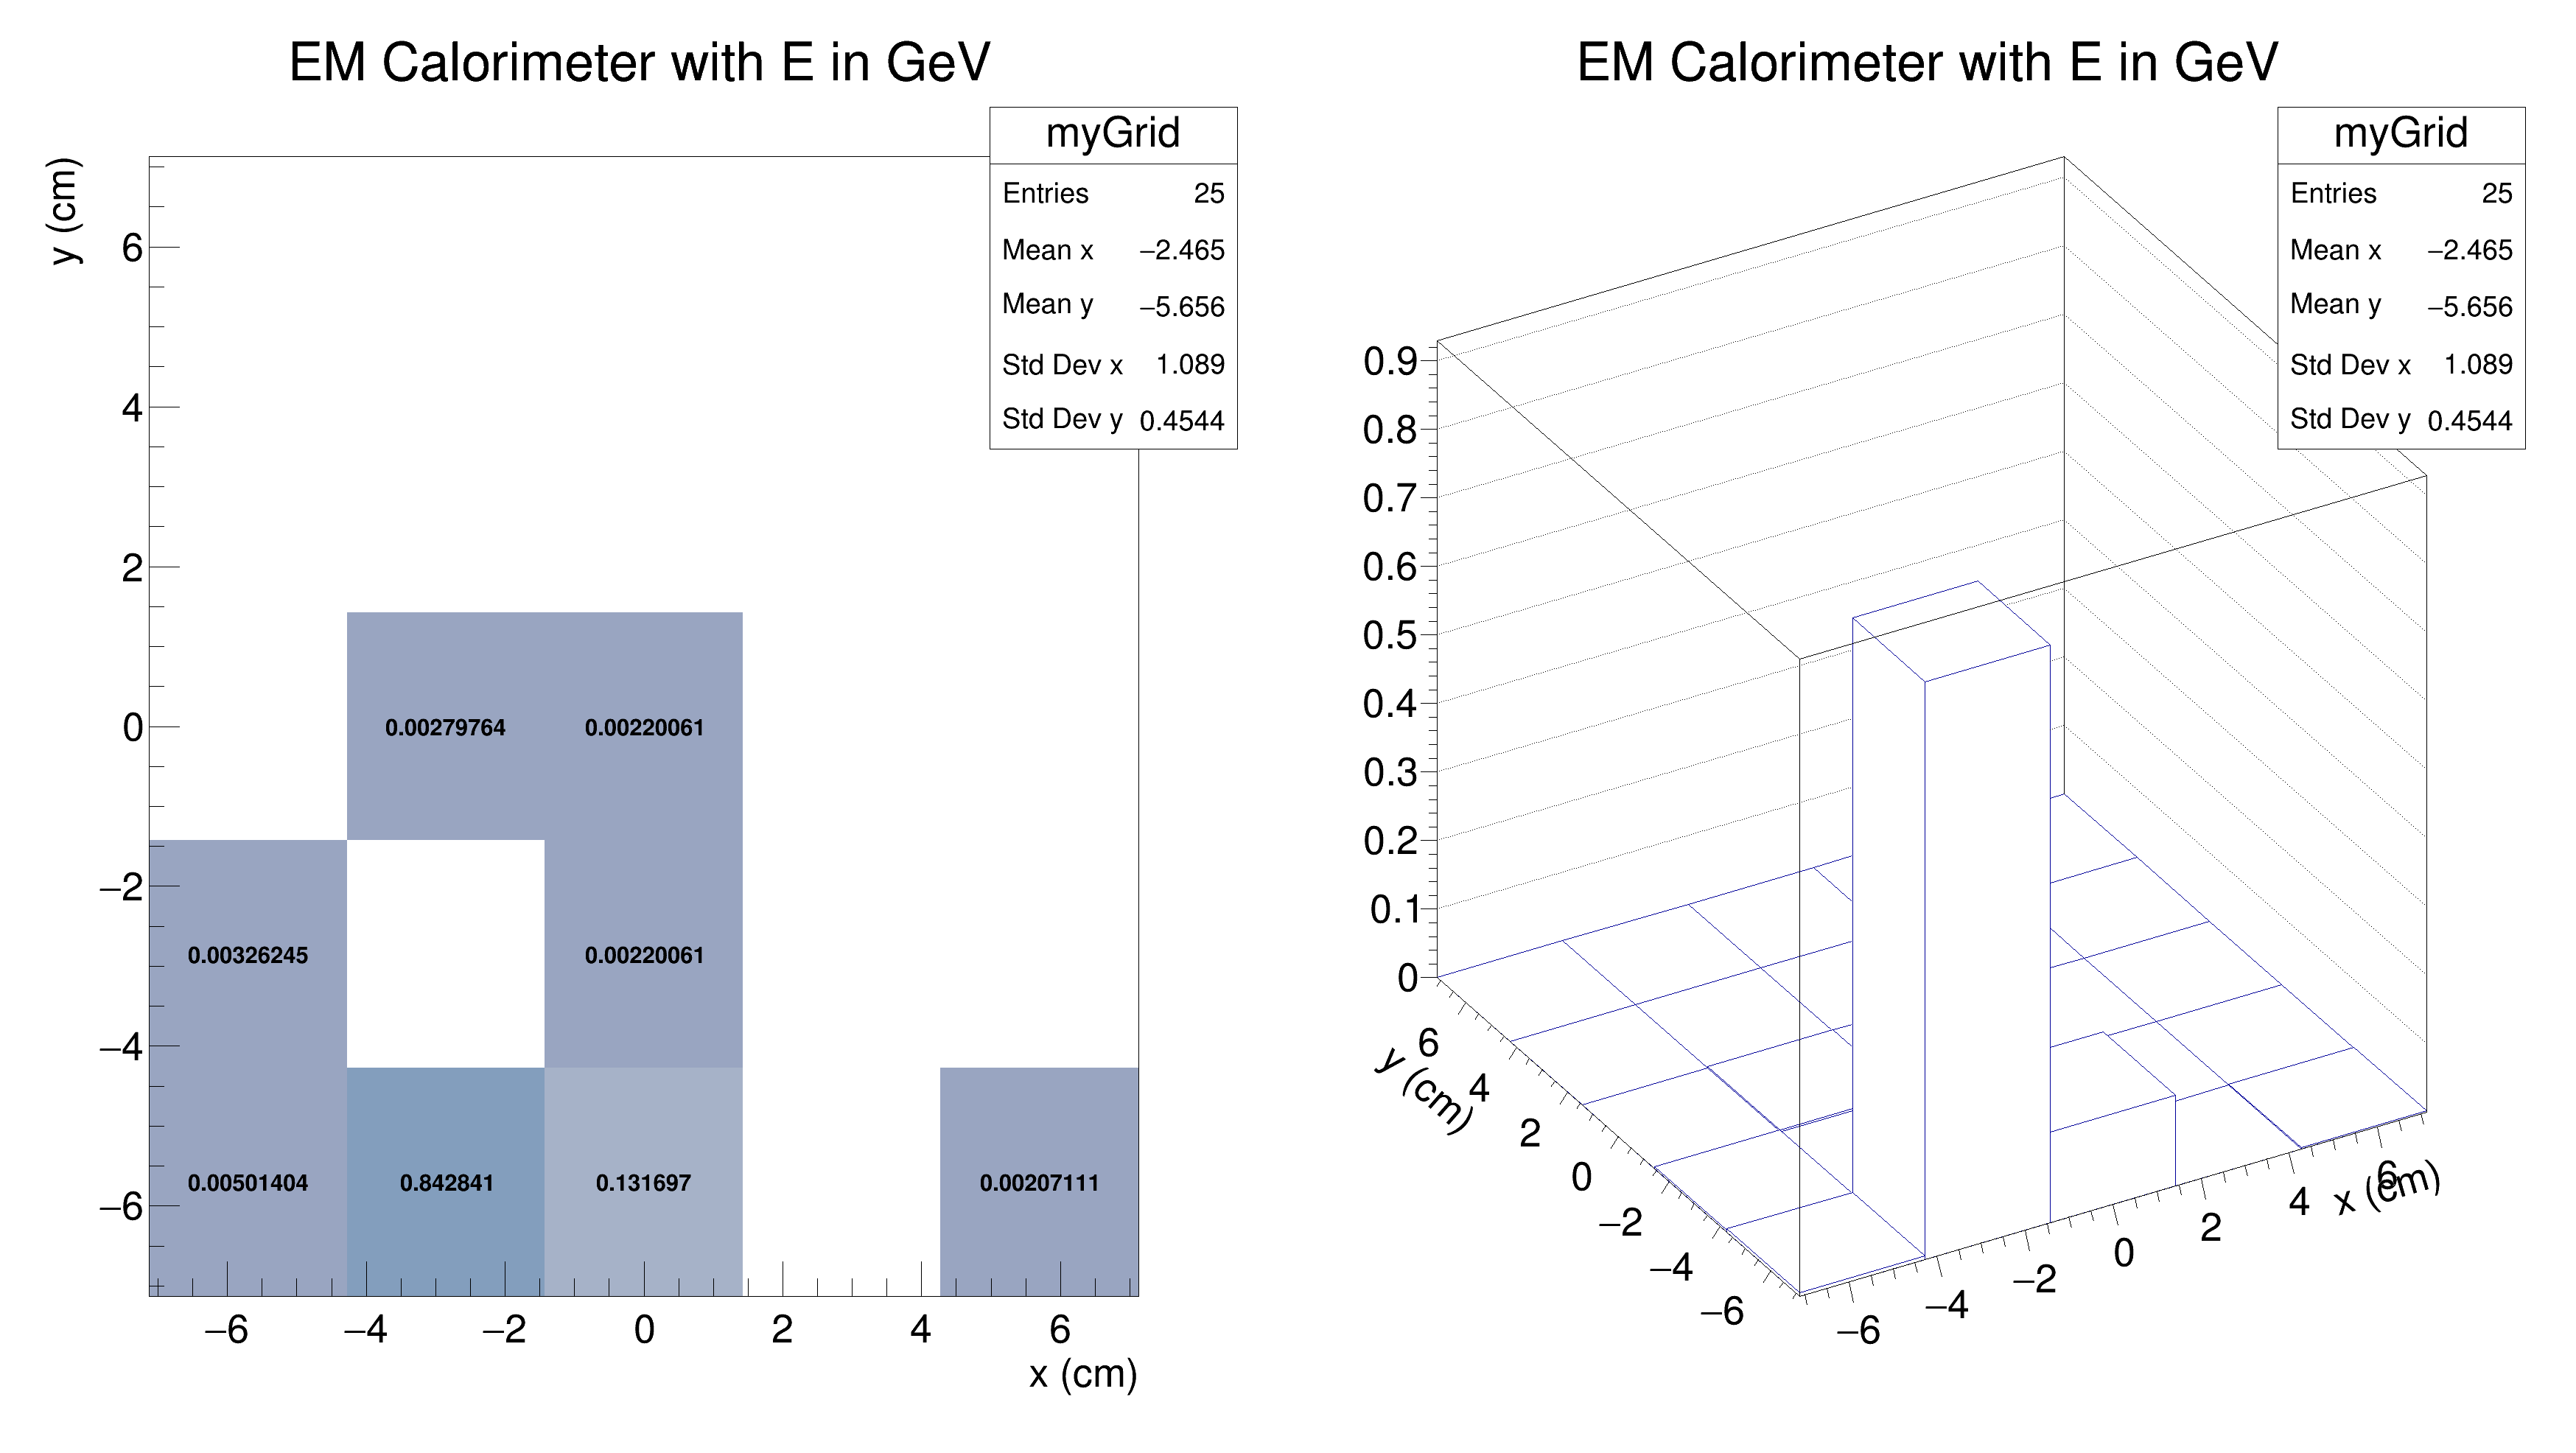 EM Calorimeter with E in GeV
myGrid
Entries 25
Mean x −2.465
Mean y −5.656
Std Dev x 1.089
Std Dev y 0.4544
y (cm)
6
4
2
0
−2
−4
−6
0.00279764 0.00220061
0.00326245 0.00220061
0.00501404 0.842841 0.131697 0.00207111
−6 −4 −2 0 2 4 6
x (cm)
EM Calorimeter with E in GeV
myGrid
Entries 25
Mean x −2.465
Mean y −5.656
Std Dev x 1.089
Std Dev y 0.4544
0.9
0.8
0.7
0.6
0.5
0.4
0.3
0.2
0.1
0
y (cm)
6
4
2
0
−2
−4
−6
−6 −4 −2 0 2 4 6
x (cm)